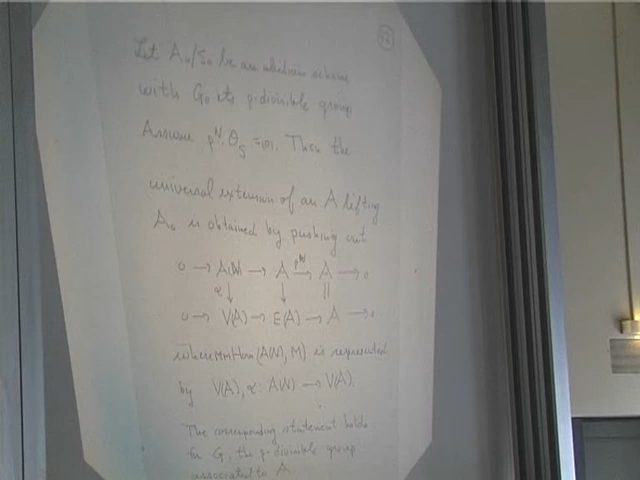 Let A₀/S₀ be an abelian scheme
with G₀ its p-divisible group
Assume p^N·O_S = (0). Then the
universal extension of an A lifting
A₀ is obtained by pushing out
0 → A(N) → A →^{p^N} A → 0
α ↓ ↓ ||
0 → V(A) → E(A) → A → 0
where M ↦ Hom(A(N), M) is represented
by V(A), α: A(N) → V(A).
The corresponding statement holds
for G, the p-divisible group
associated to A